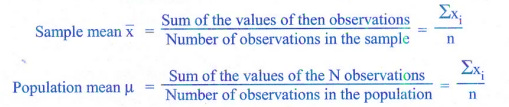 Sample mean x̄ = Sum of the values of then observations / Number of observations in the sample = Σxᵢ / n
Population mean µ = Sum of the values of the N observations / Number of observations in the population = Σxᵢ / n